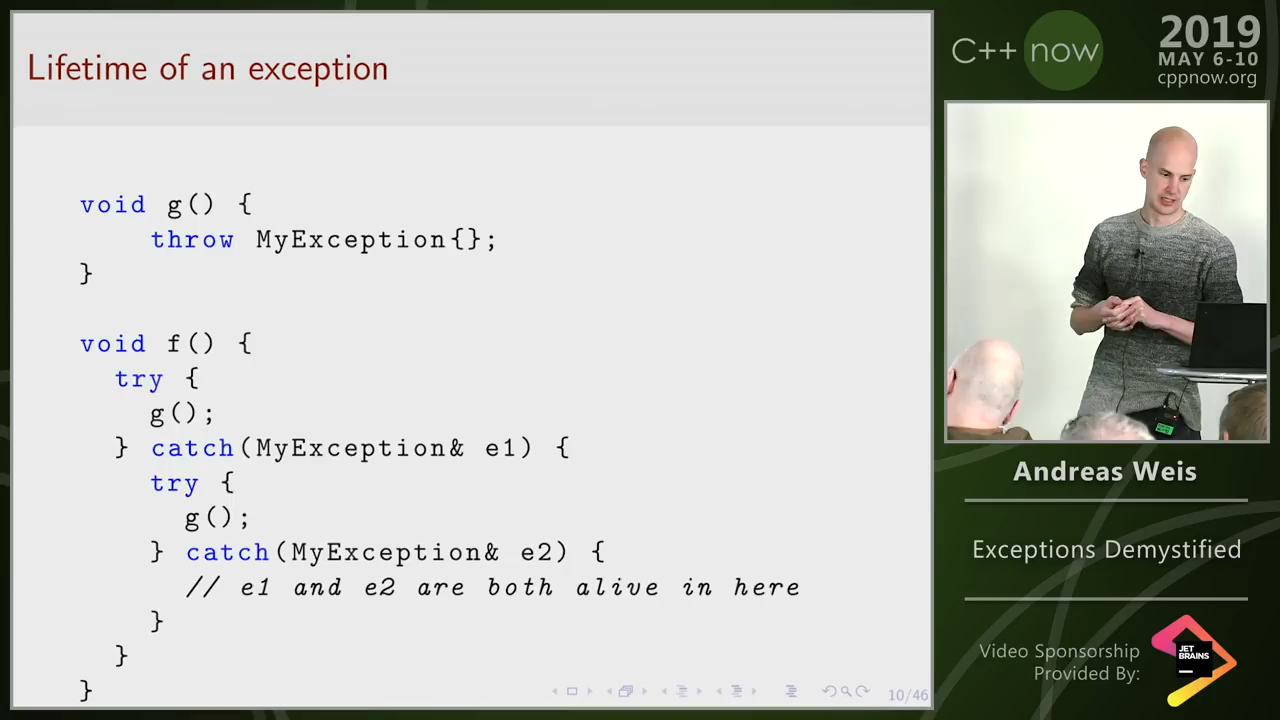 Lifetime of an exception
void g() {
throw MyException{};
}
void f() {
try {
g();
} catch(MyException& e1) {
try {
g();
} catch(MyException& e2) {
// e1 and e2 are both alive in here
}
}
}
10/46
C++ now
2019
MAY 6-10
cppnow.org
Andreas Weis
Exceptions Demystified
Video Sponsorship
Provided By:
JET
BRAINS